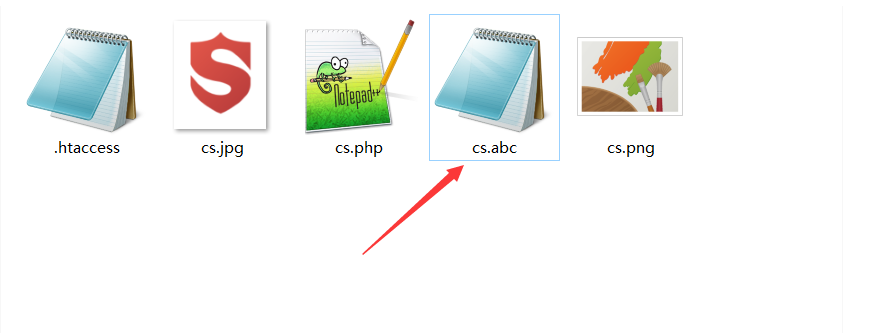 S
Notepad++
.htaccess
cs.jpg
cs.php
cs.abc
cs.png